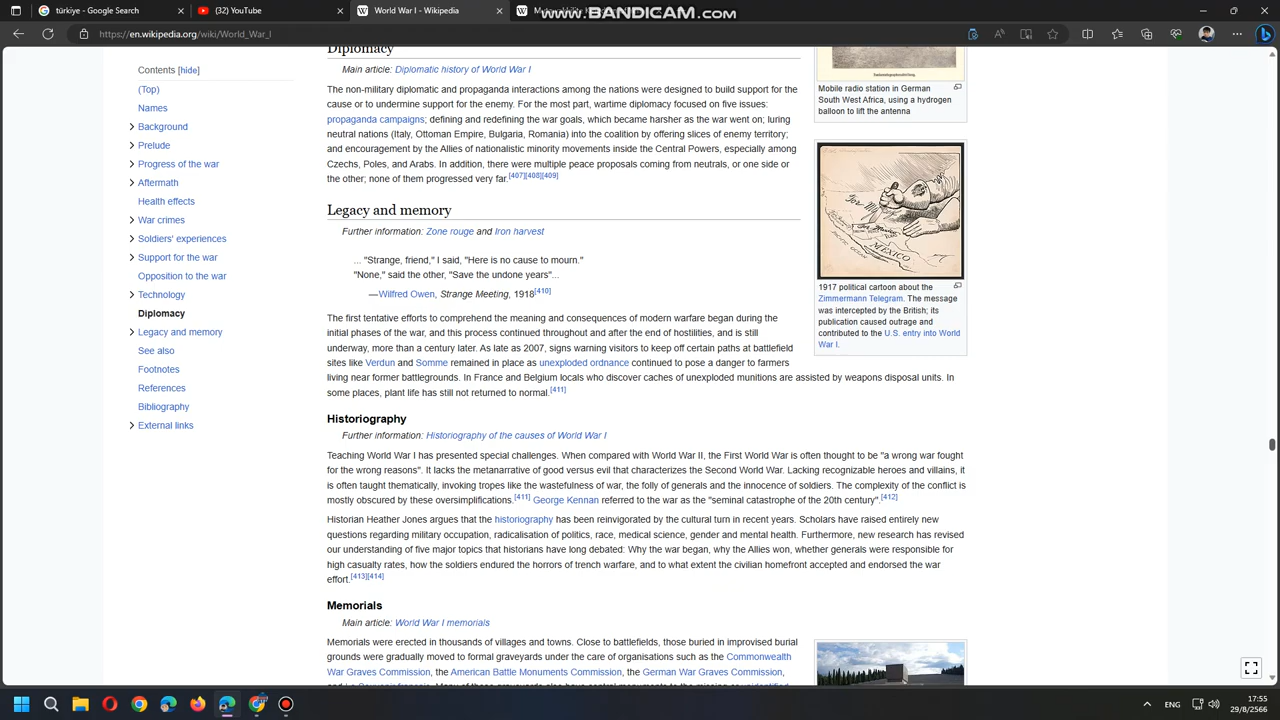 türkiye - Google Search
(32) YouTube
World War I - Wikipedia
www.BANDICAM.com
https://en.wikipedia.org/wiki/World_War_I
Contents [hide]
(Top)
Names
Background
Prelude
Progress of the war
Aftermath
Health effects
War crimes
Soldiers' experiences
Support for the war
Opposition to the war
Technology
Diplomacy
Legacy and memory
See also
Footnotes
References
Bibliography
External links
Diplomacy
Main article: Diplomatic history of World War I
The non-military diplomatic and propaganda interactions among the nations were designed to build support for the
cause or to undermine support for the enemy. For the most part, wartime diplomacy focused on five issues:
propaganda campaigns; defining and redefining the war goals, which became harsher as the war went on; luring
neutral nations (Italy, Ottoman Empire, Bulgaria, Romania) into the coalition by offering slices of enemy territory;
and encouragement by the Allies of nationalistic minority movements inside the Central Powers, especially among
Czechs, Poles, and Arabs. In addition, there were multiple peace proposals coming from neutrals, or one side or
the other; none of them progressed very far.[407][408][409]
Legacy and memory
Further information: Zone rouge and Iron harvest
... "Strange, friend," I said, "Here is no cause to mourn."
"None," said the other, "Save the undone years"...
—Wilfred Owen, Strange Meeting, 1918[410]
The first tentative efforts to comprehend the meaning and consequences of modern warfare began during the
initial phases of the war, and this process continued throughout and after the end of hostilities, and is still
underway, more than a century later. As late as 2007, signs warning visitors to keep off certain paths at battlefield
sites like Verdun and Somme remained in place as unexploded ordnance continued to pose a danger to farmers
living near former battlegrounds. In France and Belgium locals who discover caches of unexploded munitions are assisted by weapons disposal units. In
some places, plant life has still not returned to normal.[411]
Historiography
Further information: Historiography of the causes of World War I
Teaching World War I has presented special challenges. When compared with World War II, the First World War is often thought to be "a wrong war fought
for the wrong reasons". It lacks the metanarrative of good versus evil that characterizes the Second World War. Lacking recognizable heroes and villains, it
is often taught thematically, invoking tropes like the wastefulness of war, the folly of generals and the innocence of soldiers. The complexity of the conflict is
mostly obscured by these oversimplifications.[411] George Kennan referred to the war as the "seminal catastrophe of the 20th century".[412]
Historian Heather Jones argues that the historiography has been reinvigorated by the cultural turn in recent years. Scholars have raised entirely new
questions regarding military occupation, radicalisation of politics, race, medical science, gender and mental health. Furthermore, new research has revised
our understanding of five major topics that historians have long debated: Why the war began, why the Allies won, whether generals were responsible for
high casualty rates, how the soldiers endured the horrors of trench warfare, and to what extent the civilian homefront accepted and endorsed the war
effort.[413][414]
Memorials
Main article: World War I memorials
Memorials were erected in thousands of villages and towns. Close to battlefields, those buried in improvised burial
grounds were gradually moved to formal graveyards under the care of organisations such as the Commonwealth
War Graves Commission, the American Battle Monuments Commission, the German War Graves Commission,
Mobile radio station in German
South West Africa, using a hydrogen
balloon to lift the antenna
MEXICO
1917 political cartoon about the
Zimmermann Telegram. The message
was intercepted by the British; its
publication caused outrage and
contributed to the U.S. entry into World
War I.
ENG
17:55
29/8/2566